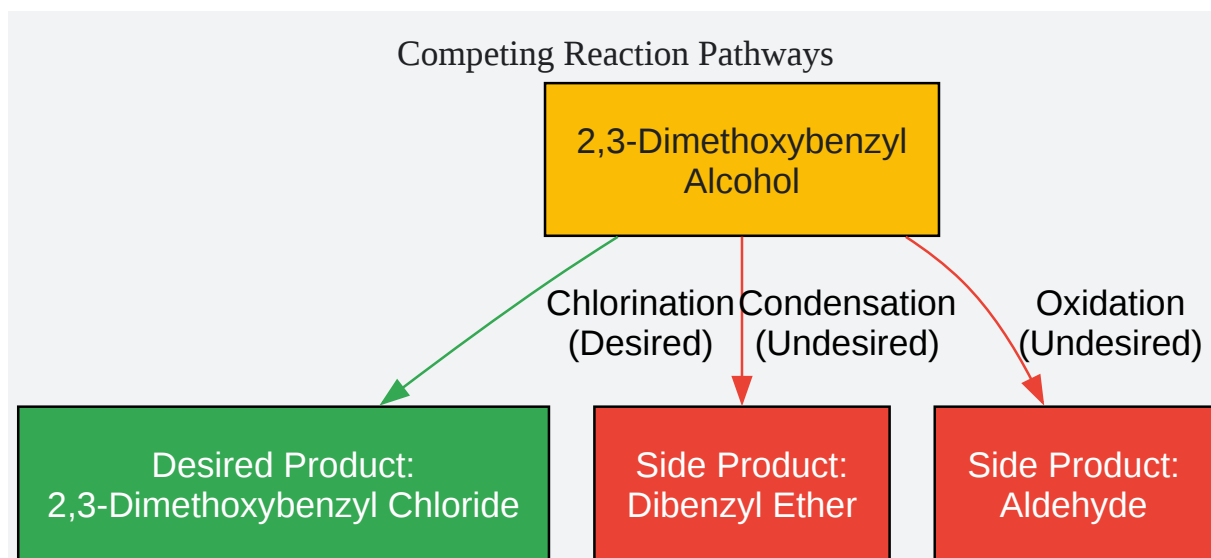 Competing Reaction Pathways
2,3-Dimethoxybenzyl
Alcohol
Chlorination
(Desired)
Condensation
(Undesired)
Oxidation
(Undesired)
Desired Product:
2,3-Dimethoxybenzyl Chloride
Side Product:
Dibenzyl Ether
Side Product:
Aldehyde